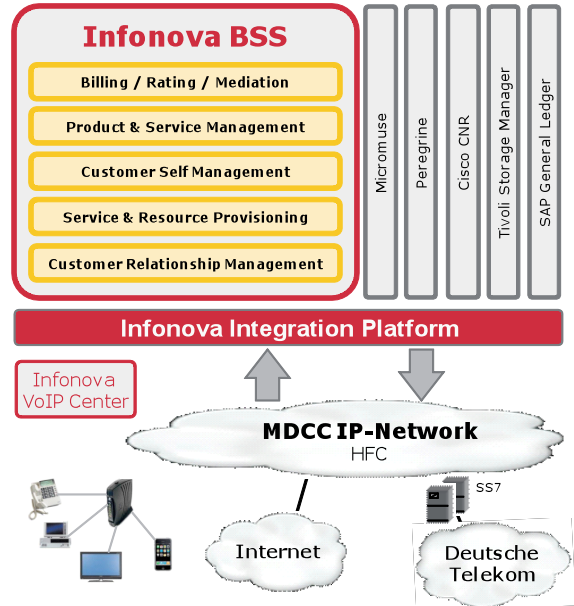 Infonova BSS
Billing / Rating / Mediation
Product & Service Management
Customer Self Management
Service & Resource Provisioning
Customer Relationship Management
Micromuse
Peregrine
Cisco CNR
Tivoli Storage Manager
SAP General Ledger
Infonova Integration Platform
Infonova
VoIP Center
MDCC IP-Network
HFC
SS7
Internet
Deutsche
Telekom